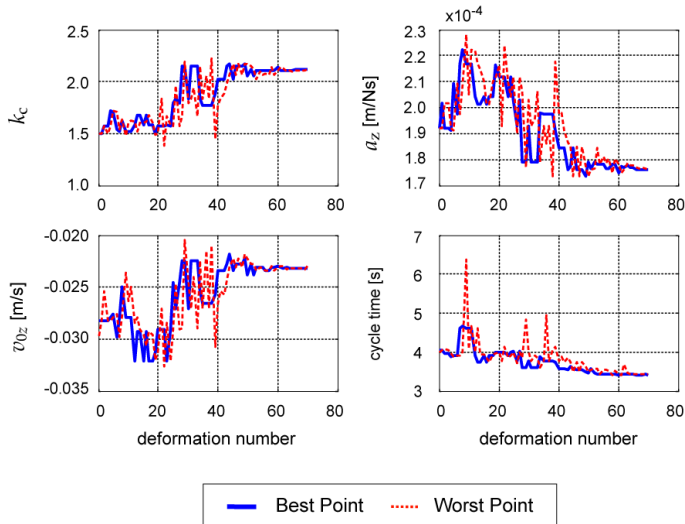 ×10⁻⁴
2.5
2.0
1.5
1.0
k_c
0 20 40 60 80
2.3
2.2
2.1
2.0
1.9
1.8
1.7
a_z [m/Ns]
0 20 40 60 80
-0.020
-0.025
-0.030
-0.035
v_{0z} [m/s]
0 20 40 60 80
deformation number
7
6
5
4
3
cycle time [s]
0 20 40 60 80
deformation number
Best Point Worst Point